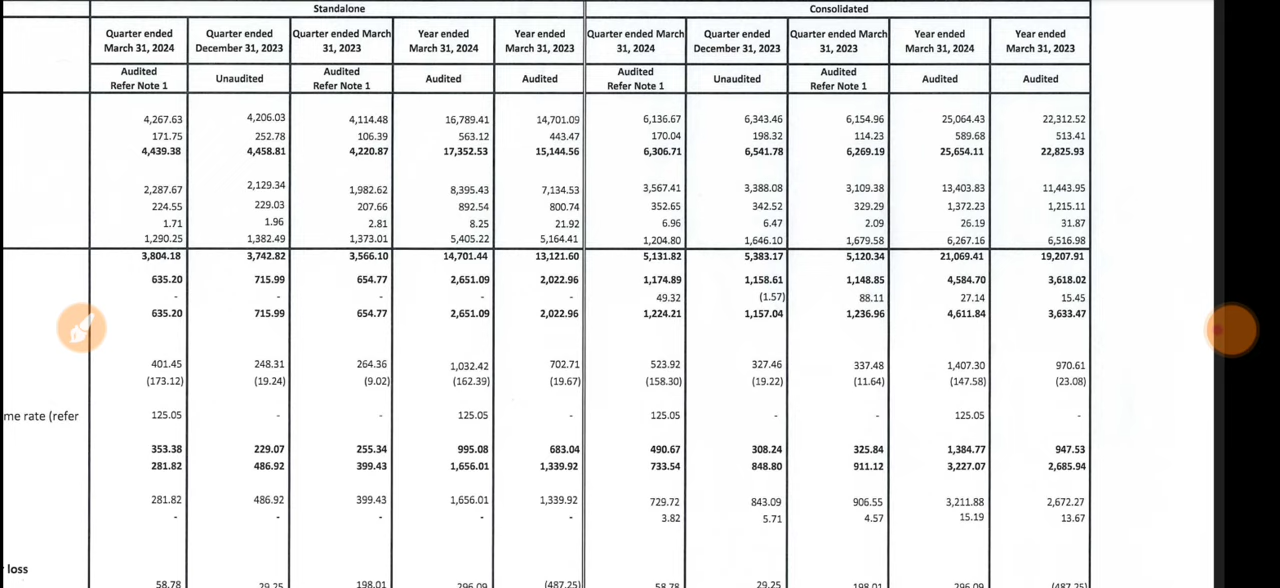 Standalone Consolidated
Quarter ended March 31, 2024 Quarter ended December 31, 2023 Quarter ended March 31, 2023 Year ended March 31, 2024 Year ended March 31, 2023 Quarter ended March 31, 2024 Quarter ended December 31, 2023 Quarter ended March 31, 2023 Year ended March 31, 2024 Year ended March 31, 2023
Audited Refer Note 1 Unaudited Audited Refer Note 1 Audited Audited Audited Refer Note 1 Unaudited Audited Refer Note 1 Audited Audited
4,267.63 4,206.03 4,114.48 16,789.41 14,701.09 6,136.67 6,343.46 6,154.96 25,064.43 22,312.52
171.75 252.78 106.39 563.12 443.47 170.04 198.32 114.23 589.68 513.41
4,439.38 4,458.81 4,220.87 17,352.53 15,144.56 6,306.71 6,541.78 6,269.19 25,654.11 22,825.93
2,287.67 2,129.34 1,982.62 8,395.43 7,134.53 3,567.41 3,388.08 3,109.38 13,403.83 11,443.95
224.55 229.03 207.66 892.54 800.74 352.65 342.52 329.29 1,372.23 1,215.11
1.71 1.96 2.81 8.25 21.92 6.96 6.47 2.09 26.19 31.87
1,290.25 1,382.49 1,373.01 5,405.22 5,164.41 1,204.80 1,646.10 1,679.58 6,267.16 6,516.98
3,804.18 3,742.82 3,566.10 14,701.44 13,121.60 5,131.82 5,383.17 5,120.34 21,069.41 19,207.91
635.20 715.99 654.77 2,651.09 2,022.96 1,174.89 1,158.61 1,148.85 4,584.70 3,618.02
- - - - - 49.32 (1.57) 88.11 27.14 15.45
635.20 715.99 654.77 2,651.09 2,022.96 1,224.21 1,157.04 1,236.96 4,611.84 3,633.47
401.45 248.31 264.36 1,032.42 702.71 523.92 327.46 337.48 1,407.30 970.61
(173.12) (19.24) (9.02) (162.39) (19.67) (158.30) (19.22) (11.64) (147.58) (23.08)
me rate (refer 125.05 - - 125.05 - 125.05 - - 125.05 -
353.38 229.07 255.34 995.08 683.04 490.67 308.24 325.84 1,384.77 947.53
281.82 486.92 399.43 1,656.01 1,339.92 733.54 848.80 911.12 3,227.07 2,685.94
281.82 486.92 399.43 1,656.01 1,339.92 729.72 843.09 906.55 3,211.88 2,672.27
- - - - - 3.82 5.71 4.57 15.19 13.67
loss
58.78 29.25 198.01 296.09 (487.25) 58.78 29.25 198.01 296.09 (487.25)